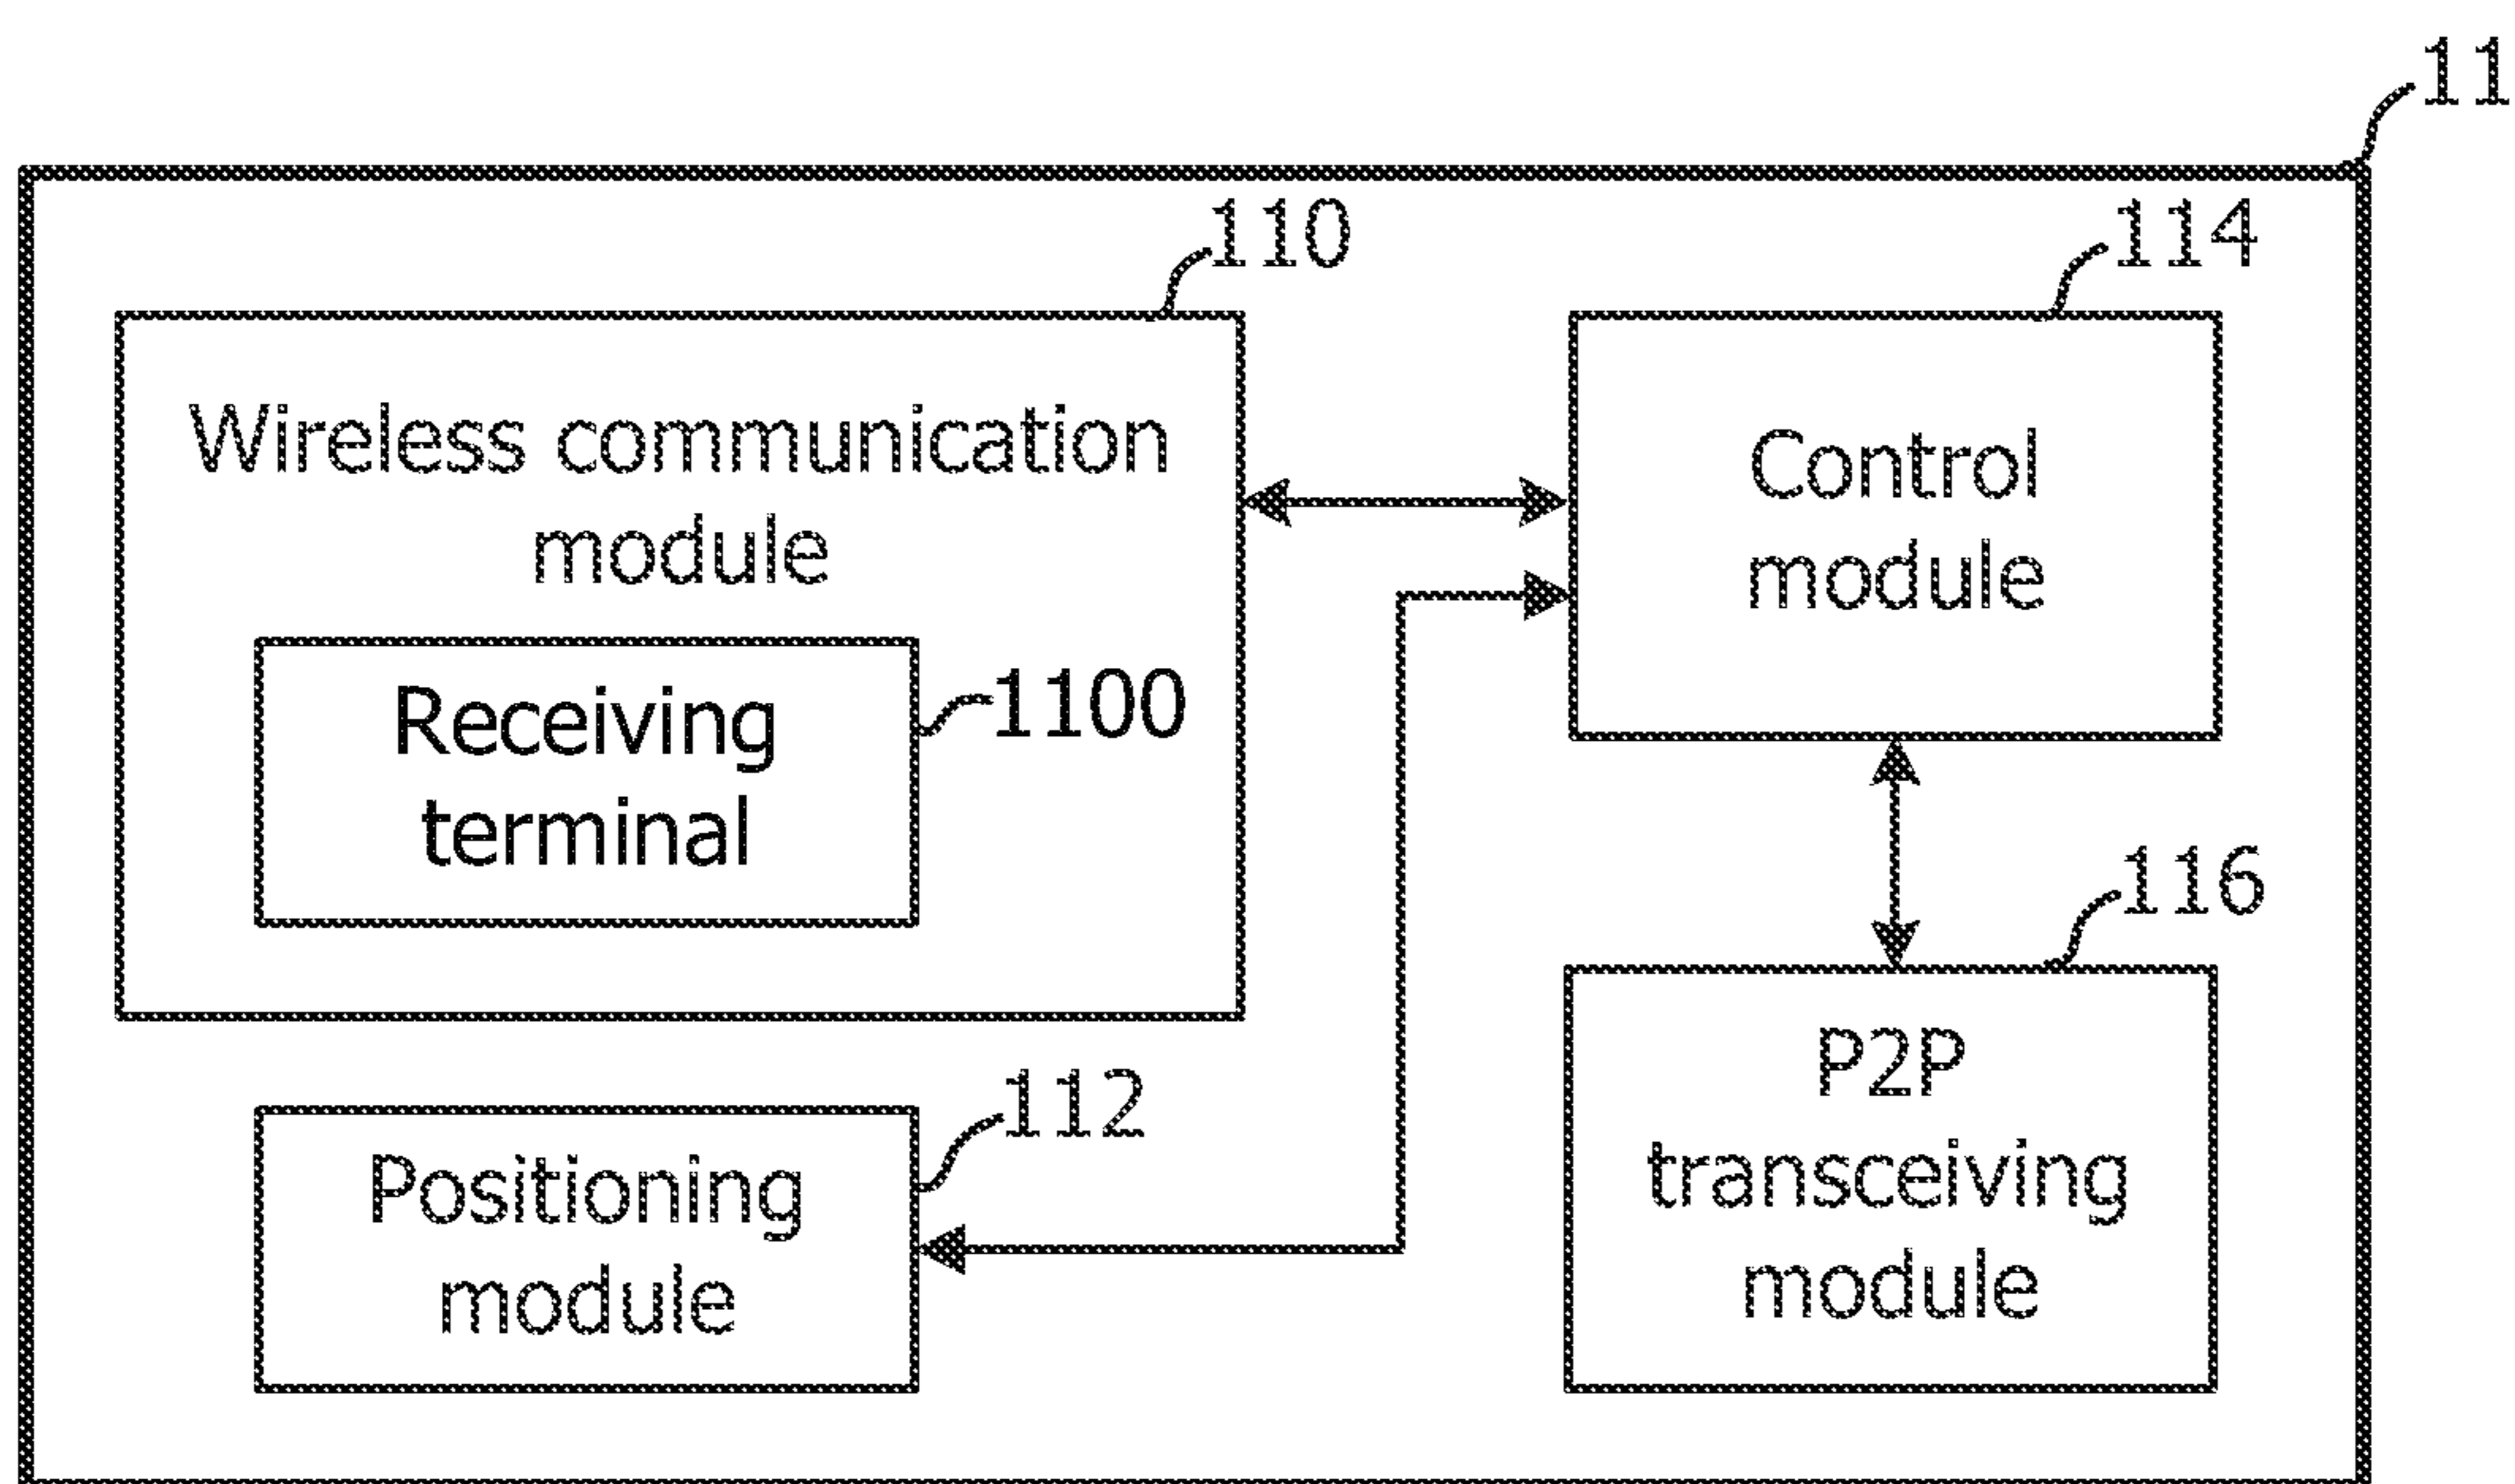 11
110
114
Wireless communication
module
Control
module
Receiving
terminal
1100
116
P2P
transceiving
module
112
Positioning
module